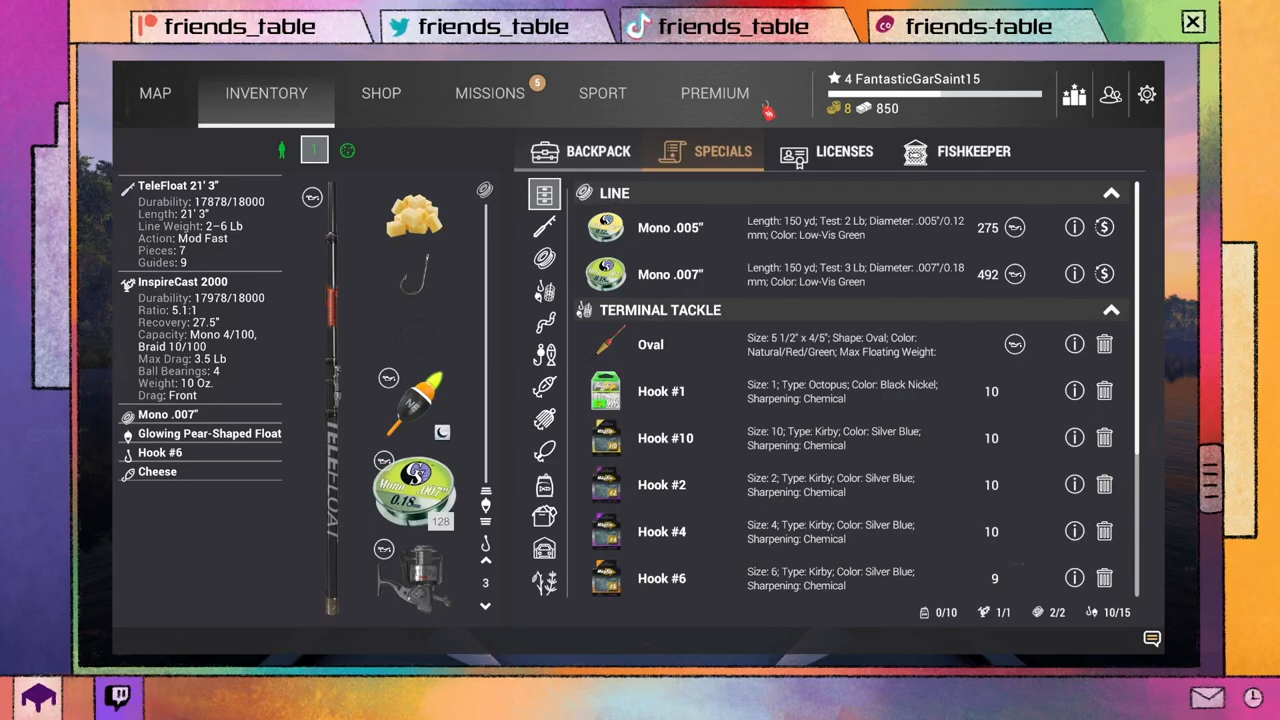 friends_table
friends_table
friends_table
friends-table
MAP
INVENTORY
SHOP
MISSIONS
5
SPORT
PREMIUM
4 FantasticGarSaint15
8
850
1
BACKPACK
SPECIALS
LICENSES
FISHKEEPER
TeleFloat 21' 3"
Durability: 17878/18000
Length: 21' 3"
Line Weight: 2–6 Lb
Action: Mod Fast
Pieces: 7
Guides: 9
InspireCast 2000
Durability: 17978/18000
Ratio: 5.1:1
Recovery: 27.5"
Capacity: Mono 4/100,
Braid 10/100
Max Drag: 3.5 Lb
Ball Bearings: 4
Weight: 10 Oz.
Drag: Front
Mono .007"
Glowing Pear-Shaped Float
Hook #6
Cheese
TELEFLOAT
Mono .007"
0.18
128
3
LINE
Mono .005"
Length: 150 yd; Test: 2 Lb; Diameter: .005"/0.12
mm; Color: Low-Vis Green
275
Mono .007"
Length: 150 yd; Test: 3 Lb; Diameter: .007"/0.18
mm; Color: Low-Vis Green
492
TERMINAL TACKLE
Oval
Size: 5 1/2" x 4/5"; Shape: Oval; Color:
Natural/Red/Green; Max Floating Weight:
Hook #1
Size: 1; Type: Octopus; Color: Black Nickel;
Sharpening: Chemical
10
Hook #10
Size: 10; Type: Kirby; Color: Silver Blue;
Sharpening: Chemical
10
Hook #2
Size: 2; Type: Kirby; Color: Silver Blue;
Sharpening: Chemical
10
Hook #4
Size: 4; Type: Kirby; Color: Silver Blue;
Sharpening: Chemical
10
Hook #6
Size: 6; Type: Kirby; Color: Silver Blue;
Sharpening: Chemical
9
0/10
1/1
2/2
10/15